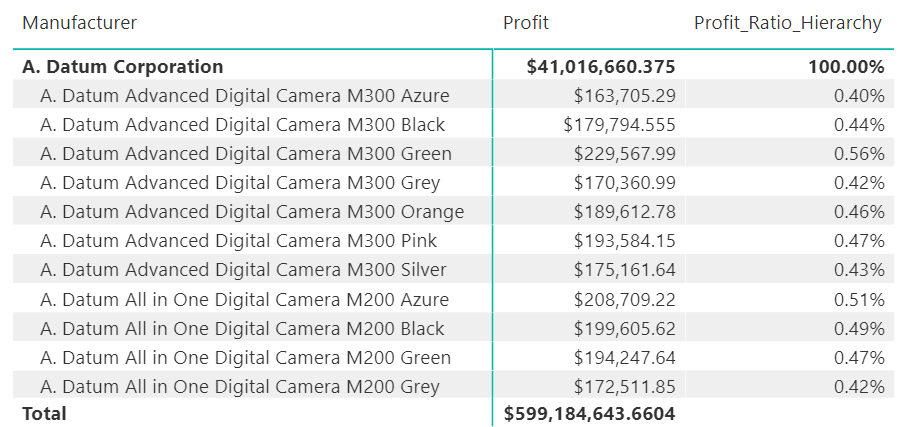 Manufacturer Profit Profit_Ratio_Hierarchy
A. Datum Corporation $41,016,660.375 100.00%
A. Datum Advanced Digital Camera M300 Azure $163,705.29 0.40%
A. Datum Advanced Digital Camera M300 Black $179,794.555 0.44%
A. Datum Advanced Digital Camera M300 Green $229,567.99 0.56%
A. Datum Advanced Digital Camera M300 Grey $170,360.99 0.42%
A. Datum Advanced Digital Camera M300 Orange $189,612.78 0.46%
A. Datum Advanced Digital Camera M300 Pink $193,584.15 0.47%
A. Datum Advanced Digital Camera M300 Silver $175,161.64 0.43%
A. Datum All in One Digital Camera M200 Azure $208,709.22 0.51%
A. Datum All in One Digital Camera M200 Black $199,605.62 0.49%
A. Datum All in One Digital Camera M200 Green $194,247.64 0.47%
A. Datum All in One Digital Camera M200 Grey $172,511.85 0.42%
Total $599,184,643.6604